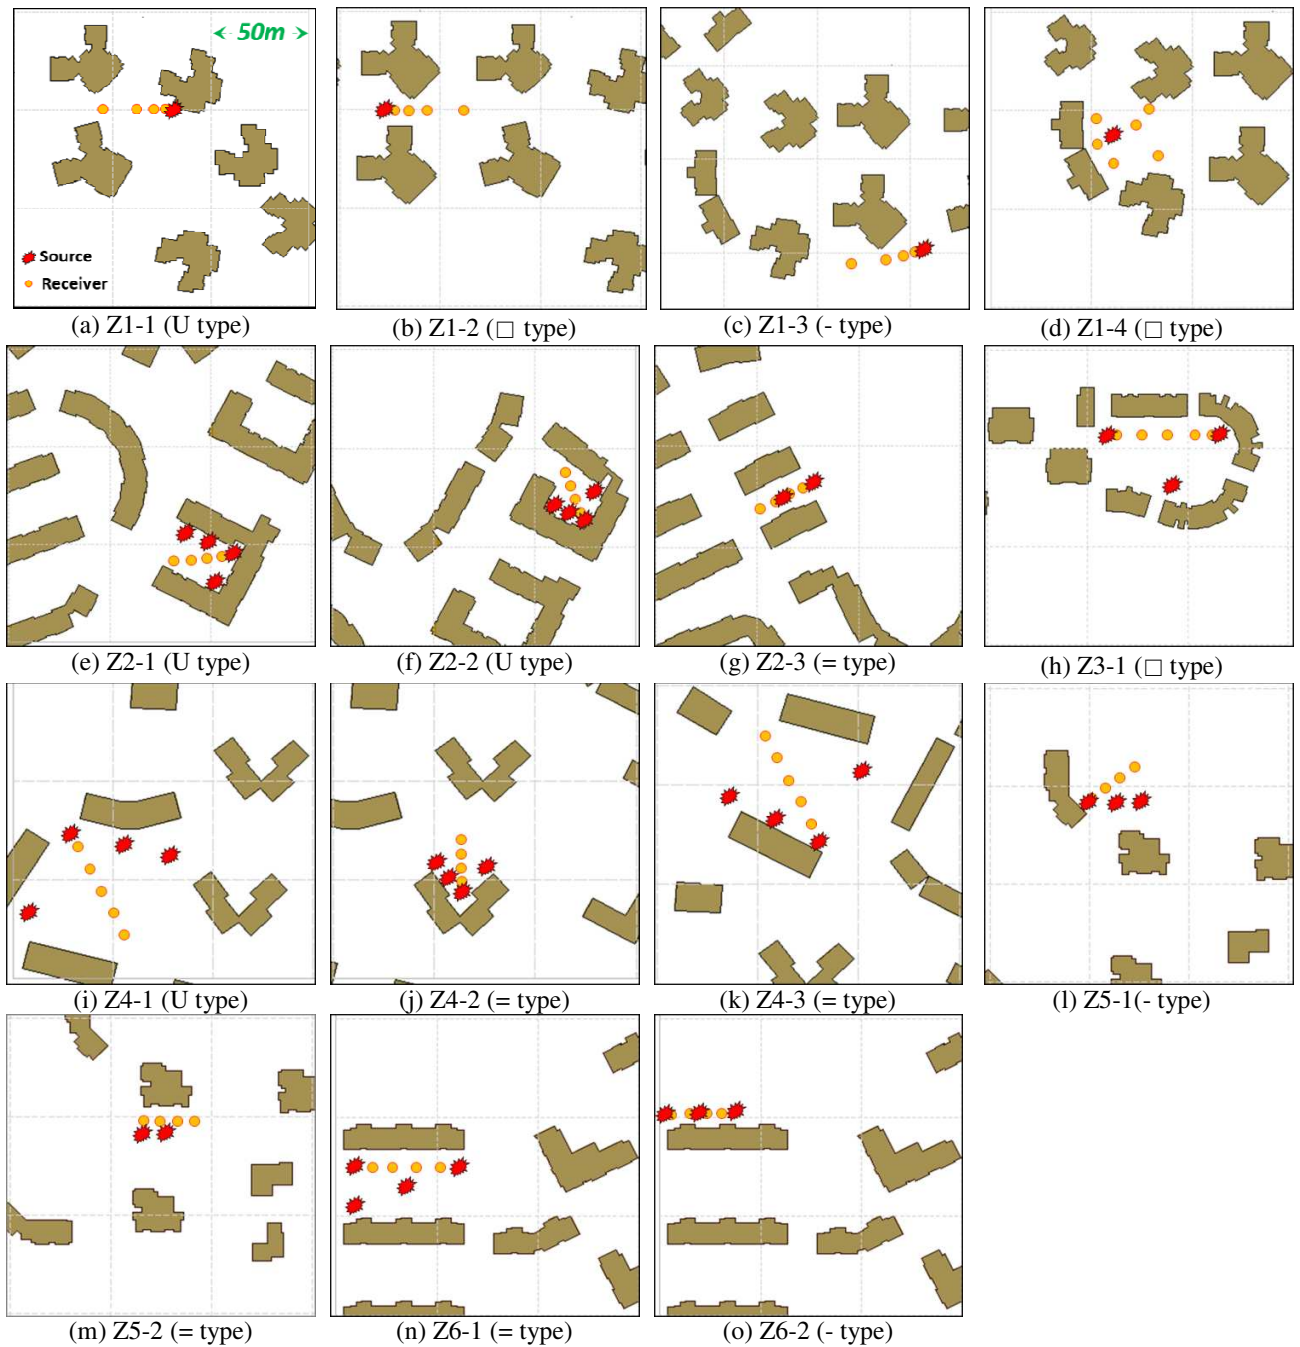 50m
Source
Receiver
(a) Z1-1 (U type)
(b) Z1-2 (□ type)
(c) Z1-3 (- type)
(d) Z1-4 (□ type)
(e) Z2-1 (U type)
(f) Z2-2 (U type)
(g) Z2-3 (= type)
(h) Z3-1 (□ type)
(i) Z4-1 (U type)
(j) Z4-2 (= type)
(k) Z4-3 (= type)
(l) Z5-1(- type)
(m) Z5-2 (= type)
(n) Z6-1 (= type)
(o) Z6-2 (- type)